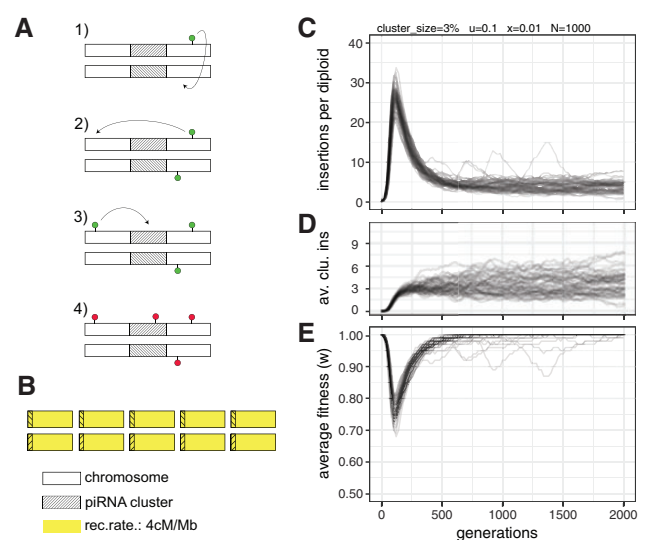 A
1)
2)
3)
4)
B
chromosome
piRNA cluster
rec.rate.: 4cM/Mb
C
cluster_size=3% u=0.1 x=0.01 N=1000
insertions per diploid
40
30
20
10
0
D
av. clu. ins
9
6
3
0
E
average fitness (w)
1.00
0.90
0.80
0.70
0.60
0.50
0
500
1000
1500
2000
generations